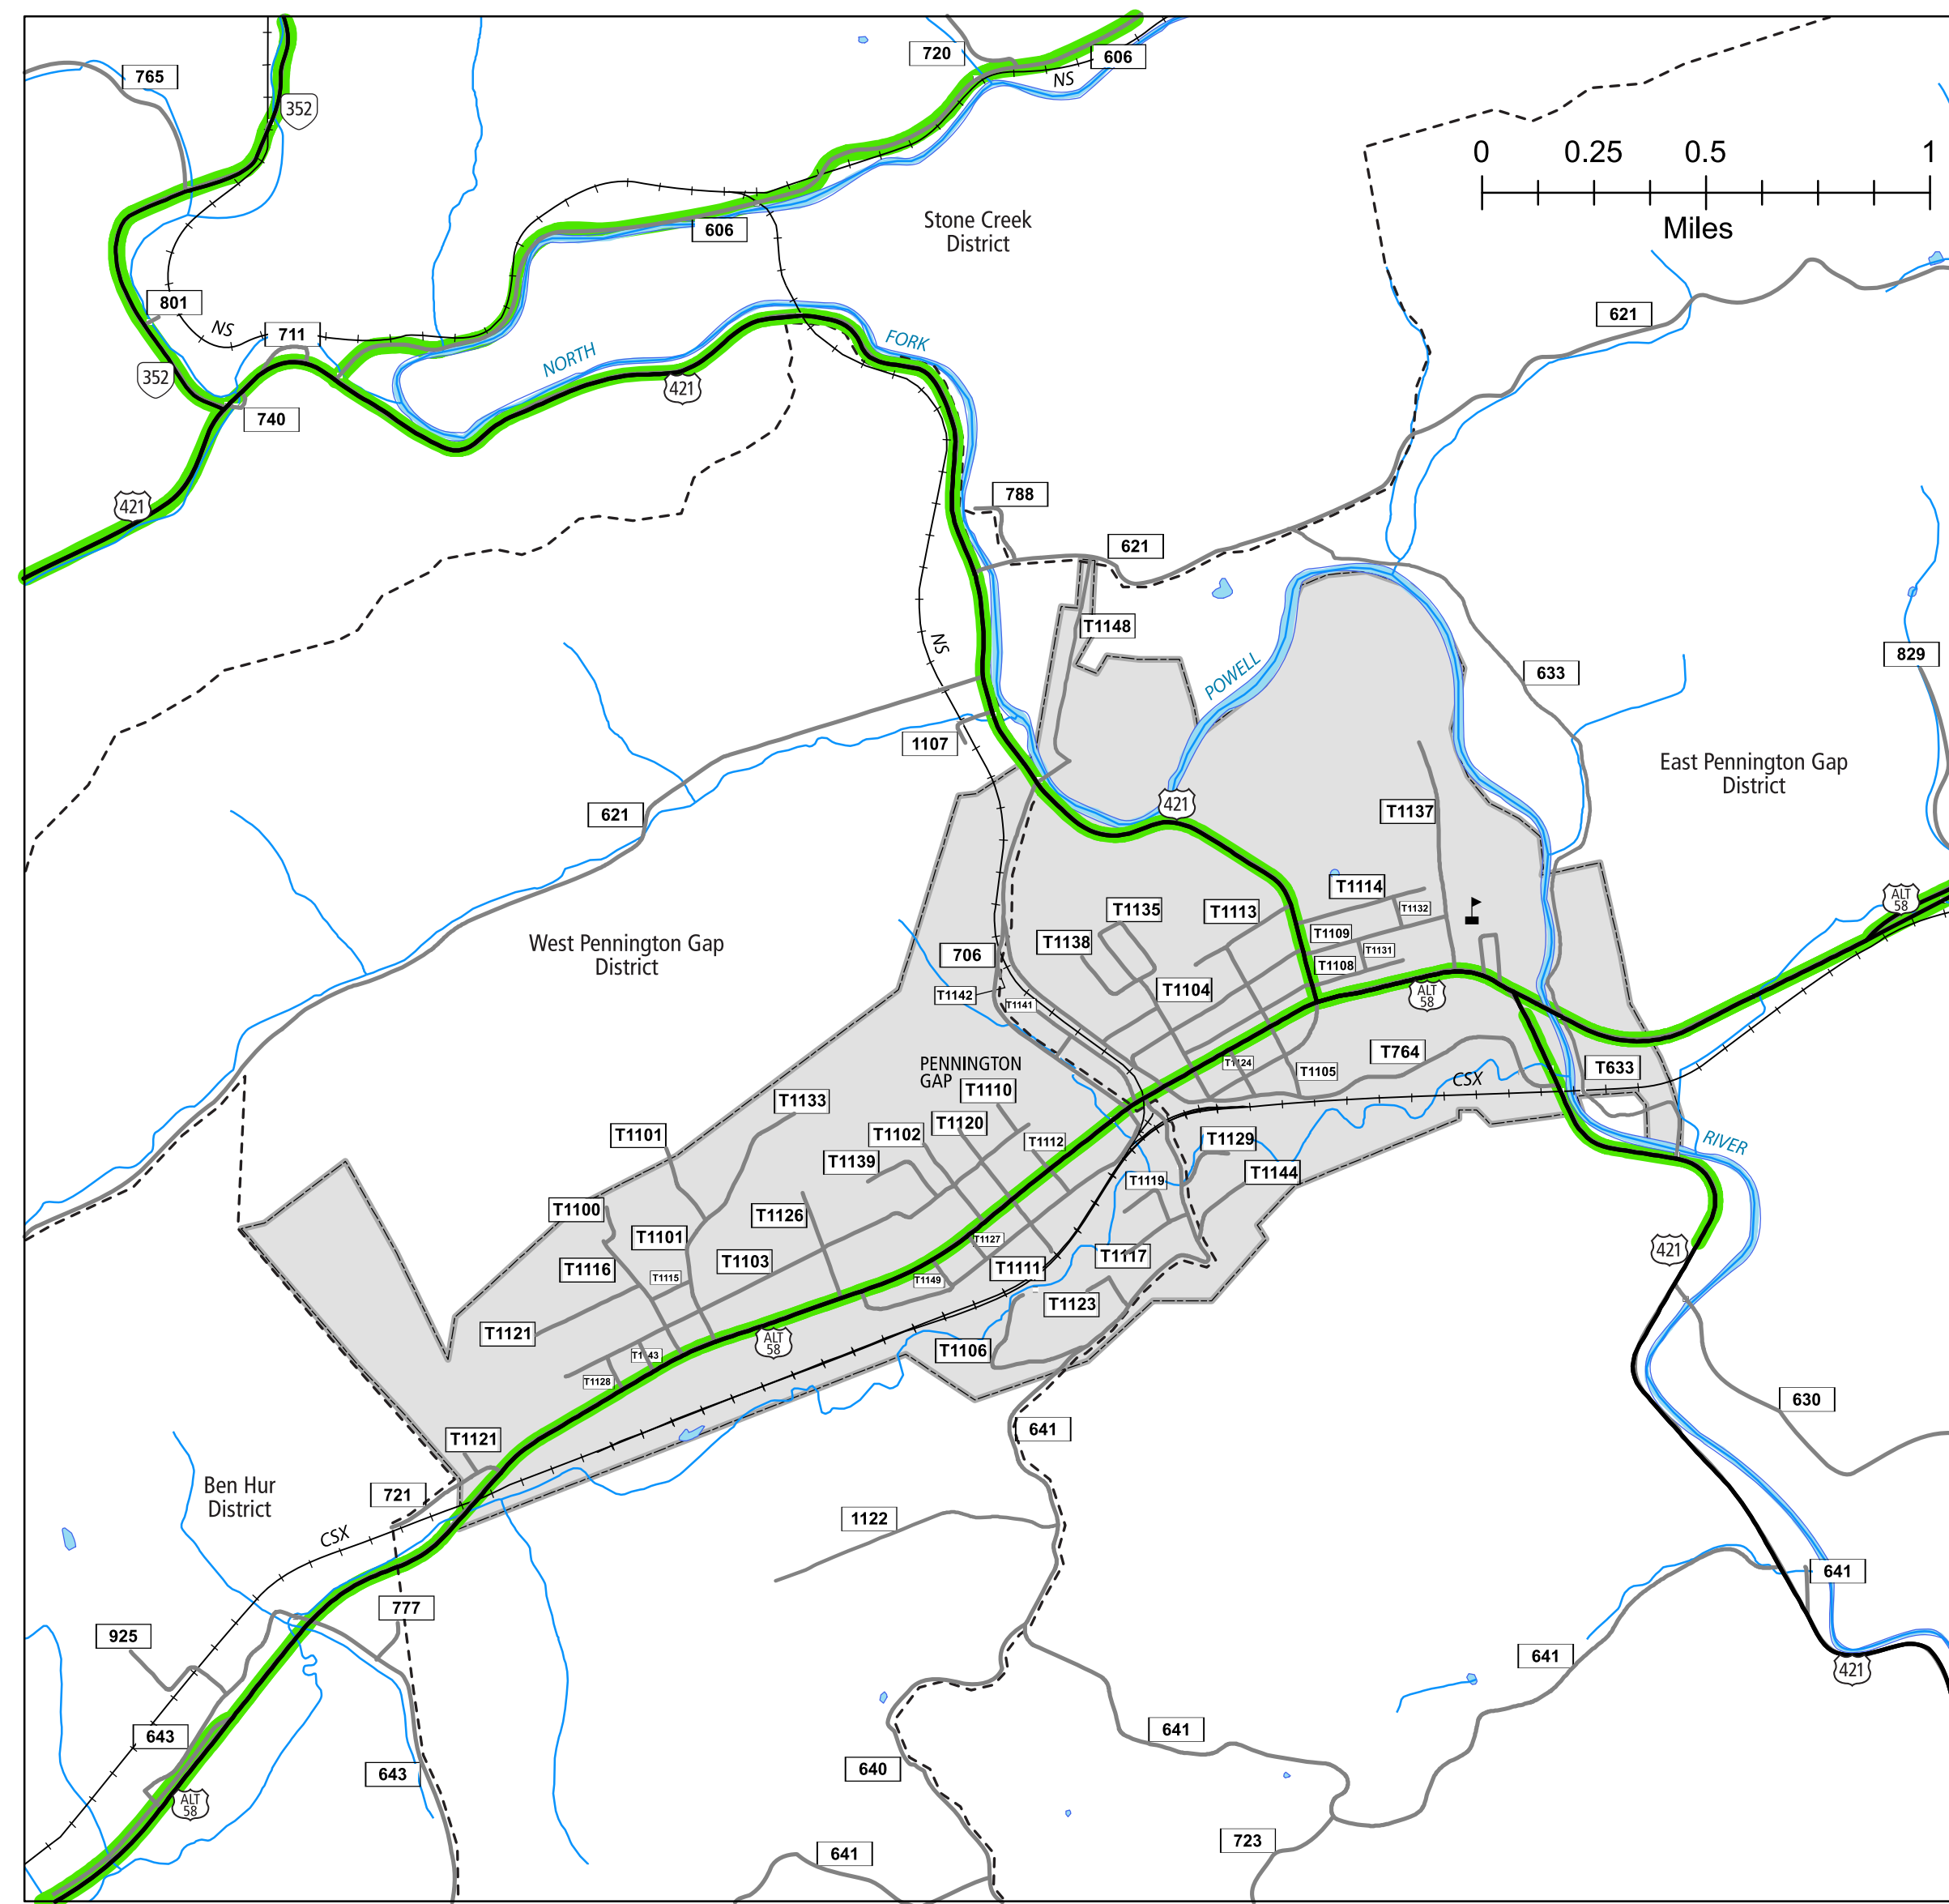 720
606
765
NS
352
0 0.25 0.5 1
Miles
Stone Creek
District
606
801
NS
711
621
NORTH
FORK
352
421
740
421
788
621
T1148
NS
633
829
POWELL
1107
East Pennington Gap
District
421
621
T1137
T1114
ALT
58
T1135
T1113
T1132
West Pennington Gap
District
T1138
T1109
706
T1131
T1108
T1142
T1104
T1141
ALT
58
T764
PENNINGTON
GAP
T1124
T1105
CSX
T633
T1110
T1133
T1120
T1101
T1102
T1112
T1129
RIVER
T1139
T1144
T1119
T1100
T1126
T1101
T1127
421
T1103
T1117
T1116
T1115
T1111
T1149
T1123
T1121
ALT
58
T1106
T1143
T1128
630
641
T1121
Ben Hur
District
721
1122
CSX
641
777
925
641
421
641
643
640
643
ALT
58
723
641